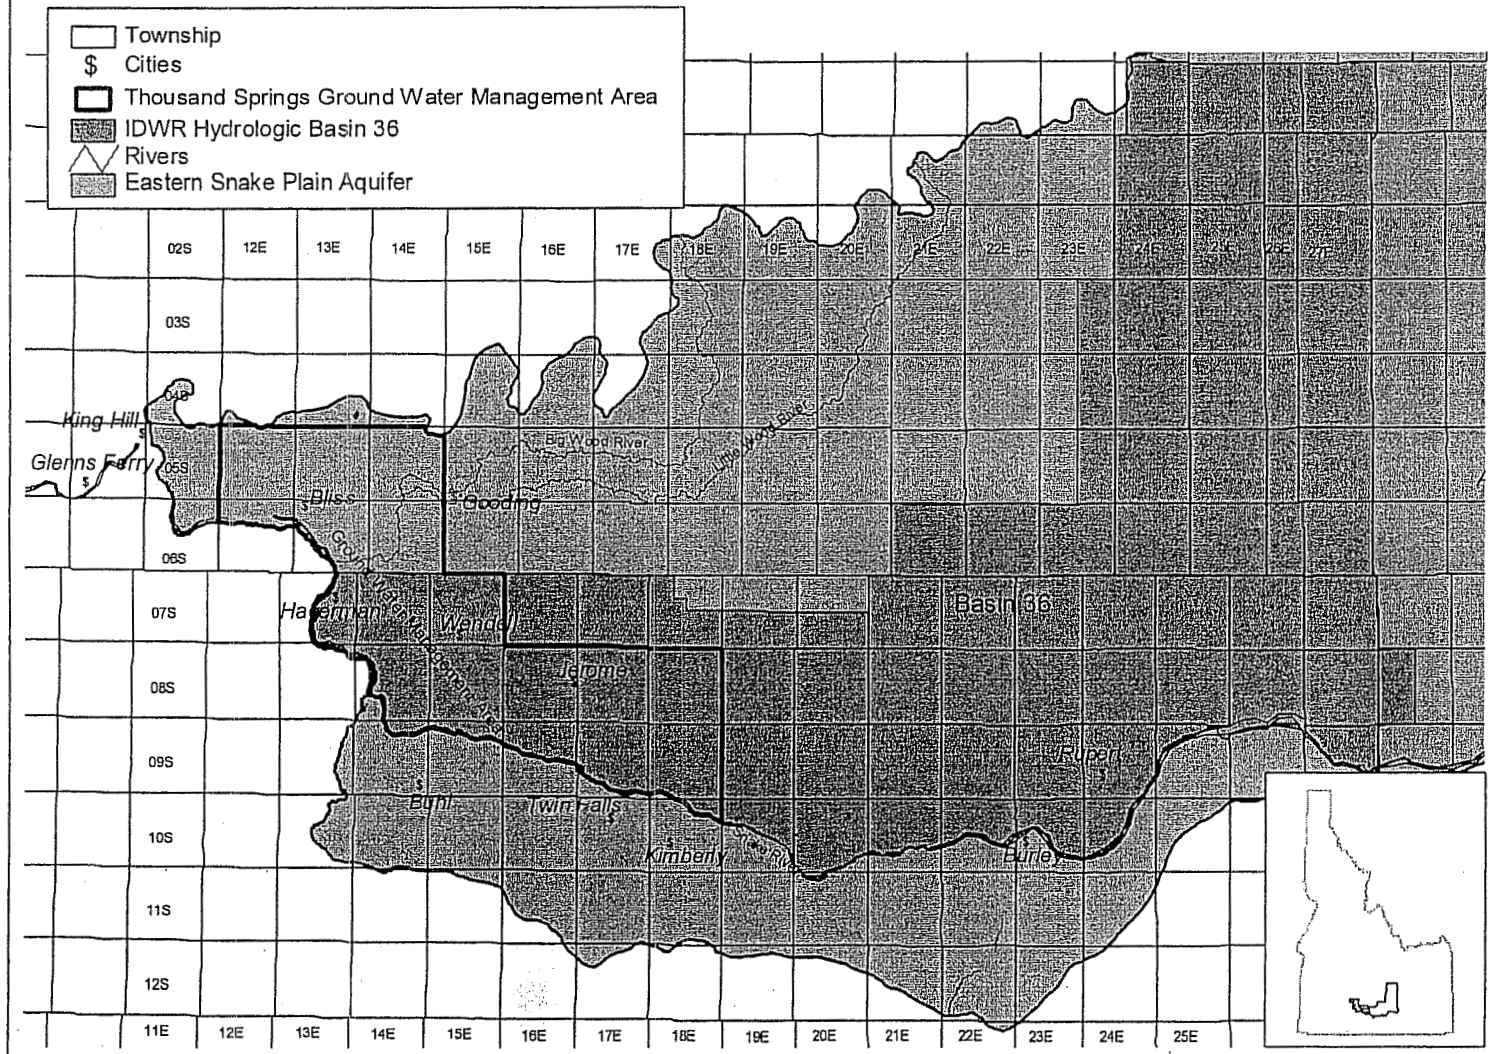 Township
$ Cities
Thousand Springs Ground Water Management Area
IDWR Hydrologic Basin 36
Rivers
Eastern Snake Plain Aquifer
02S 12E 13E 14E 15E 16E 17E 18E 19E 20E 21E 22E 23E 24E
03S
King Hill
$
Glenns Ferry
$
05S
Big Wood River
Little Wood River
Bliss
$
Gooding
06S
07S
Hagerman
Wendell
Basin 36
Jerome
08S
09S
Rupert
$
Buhl
$
Twin Falls
$
10S
Kimberly
Burley
11S
12S
11E 12E 13E 14E 15E 16E 17E 18E 19E 20E 21E 22E 23E 24E 25E